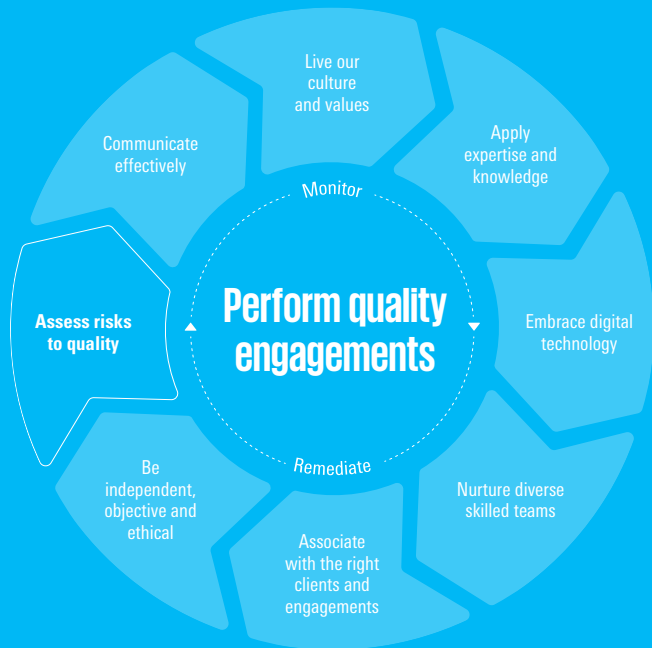 Live our
culture
and values
Apply
expertise and
knowledge
Embrace digital
technology
Nurture diverse
skilled teams
Associate
with the right
clients and
engagements
Be
independent,
objective and
ethical
Assess risks
to quality
Communicate
effectively
Monitor
Perform quality
engagements
Remediate